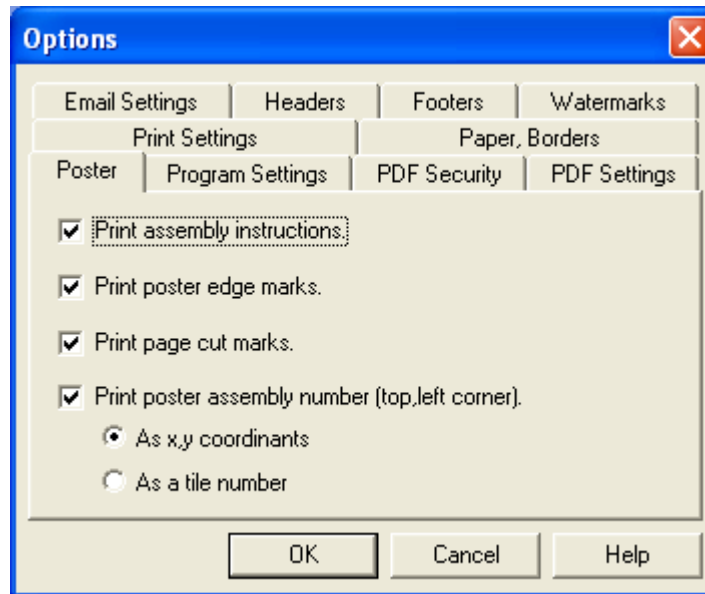 Options
Email Settings Headers Footers Watermarks
Print Settings Paper, Borders
Poster Program Settings PDF Security PDF Settings
Print assembly instructions.
Print poster edge marks.
Print page cut marks.
Print poster assembly number (top,left corner).
As x,y coordinants
As a tile number
OK Cancel Help